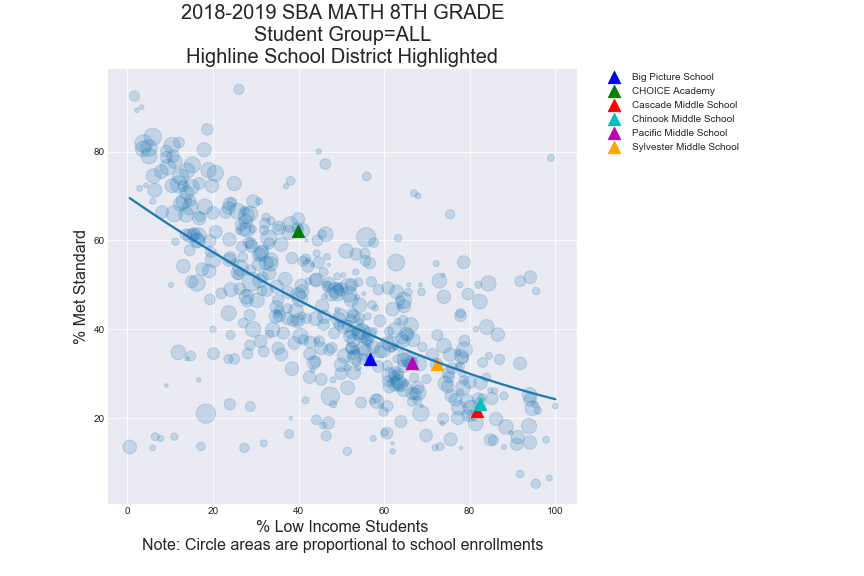 2018-2019 SBA MATH 8TH GRADE
Student Group=ALL
Highline School District Highlighted
Big Picture School
CHOICE Academy
Cascade Middle School
Chinook Middle School
Pacific Middle School
Sylvester Middle School
% Met Standard
80
60
40
20
0 20 40 60 80 100
% Low Income Students
Note: Circle areas are proportional to school enrollments